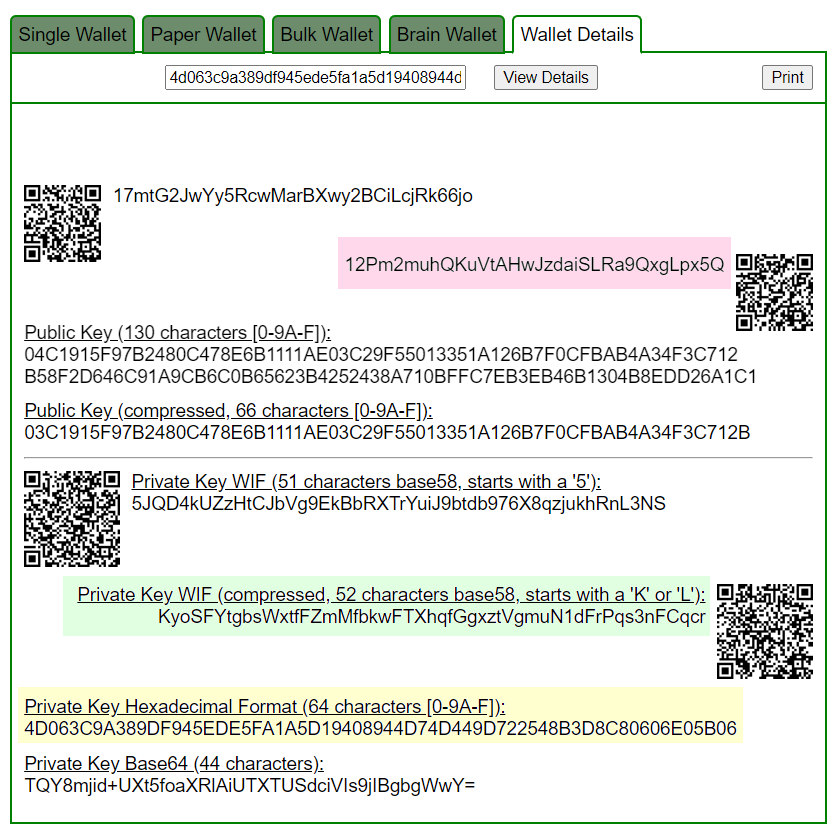 Single Wallet
Paper Wallet
Bulk Wallet
Brain Wallet
Wallet Details
4d063c9a389df945ede5fa1a5d19408944d
View Details
Print
17mtG2JwYy5RcwMarBXwy2BCiLcjRk66jo
12Pm2muhQKuVtAHwJzdaiSLRa9QxgLpx5Q
Public Key (130 characters [0-9A-F]):
04C1915F97B2480C478E6B1111AE03C29F55013351A126B7F0CFBAB4A34F3C712
B58F2D646C91A9CB6C0B65623B4252438A710BFFC7EB3EB46B1304B8EDD26A1C1
Public Key (compressed, 66 characters [0-9A-F]):
03C1915F97B2480C478E6B1111AE03C29F55013351A126B7F0CFBAB4A34F3C712B
Private Key WIF (51 characters base58, starts with a '5'):
5JQD4kUZzHtCJbVg9EkBbRXTrYuiJ9btdb976X8qzjukhRnL3NS
Private Key WIF (compressed, 52 characters base58, starts with a 'K' or 'L'):
KyoSFYtgbsWxtfFZmMfbkwFTXhqfGgxztVgmuN1dFrPqs3nFCqcr
Private Key Hexadecimal Format (64 characters [0-9A-F]):
4D063C9A389DF945EDE5FA1A5D19408944D74D449D722548B3D8C80606E05B06
Private Key Base64 (44 characters):
TQY8mjid+UXt5foaXRlAiUTXTUSdciVIs9jIBgbgWwY=